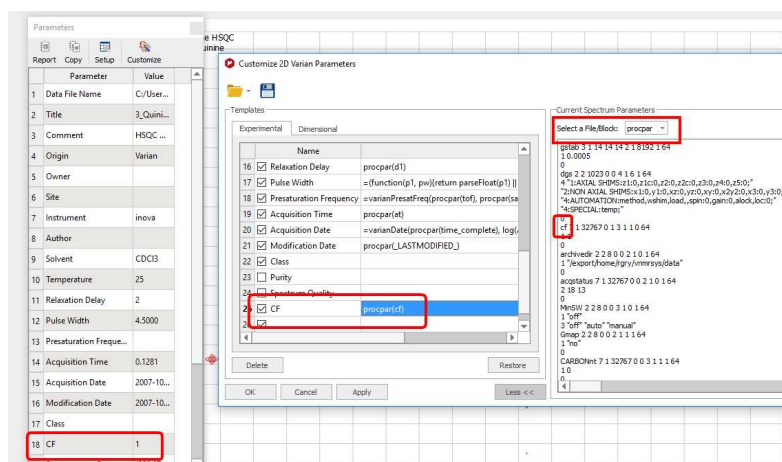 Parameters
Report Copy Setup Customize
Parameter Value
1 Data File Name C:/User...
2 Title 3_Quini...
3 Comment HSQC ...
4 Origin Varian
5 Owner
6 Site
7 Instrument inova
8 Author
9 Solvent CDCl3
10 Temperature 25
11 Relaxation Delay 2
12 Pulse Width 4.5000
13 Presaturation Freque...
14 Acquisition Time 0.1281
15 Acquisition Date 2007-10...
16 Modification Date 2007-10...
17 Class
18 CF 1
e HSQC
uinine
Customize 2D Varian Parameters
Templates
Experimental Dimensional
Name
16 Relaxation Delay procpar(d1)
17 Pulse Width =(function(p1, pw){return parseFloat(p1) ||
18 Presaturation Frequency =varianPresatFreq(procpar(tof), procpar(sa
19 Acquisition Time procpar(at)
20 Acquisition Date =varianDate(procpar(time_complete), log(
21 Modification Date procpar(_LASTMODIFIED_)
22 Class
23 Purity
24 Spectrum Quality
25 CF procpar(cf)
26
Delete Restore
OK Cancel Apply Less <<
Current Spectrum Parameters
Select a File/Block: procpar
gstab 3 1 14 14 14 2 1 8192 1 64
1 0.0005
0
dgs 2 2 1023 0 0 4 1 6 1 64
4 "1:AXIAL SHIMS:z1:0,z1c:0,z2:0,z2c:0,z3:0,z4:0,z5:0;"
"2:NON AXIAL SHIMS:x1:0,y1:0,xz:0,yz:0,xy:0,x2y2:0,x3:0,y3:0;
"4:AUTOMATION:method,wshim,load,,spin:0,gain:0,alock,loc:0;"
"4:SPECIAL:temp;"
0
cf 1 32767 0 1 3 1 1 0 64
0
archivedir 2 2 8 0 0 2 1 0 1 64
1 "/export/home/rgry/vnmrsys/data"
0
acqstatus 7 1 32767 0 0 2 1 0 1 64
2 18 13
0
MinSW 2 2 8 0 0 3 1 0 1 64
1 "off"
3 "off" "auto" "manual"
Gmap 2 2 8 0 0 2 1 1 1 64
1 "no"
0
CARBONnt 7 1 32767 0 0 3 1 1 1 64
1 0
0